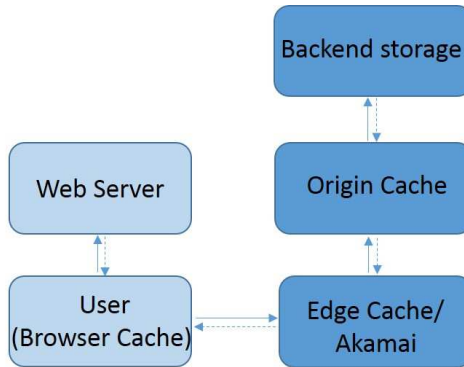 Backend storage
Web Server
Origin Cache
User
(Browser Cache)
Edge Cache/
Akamai